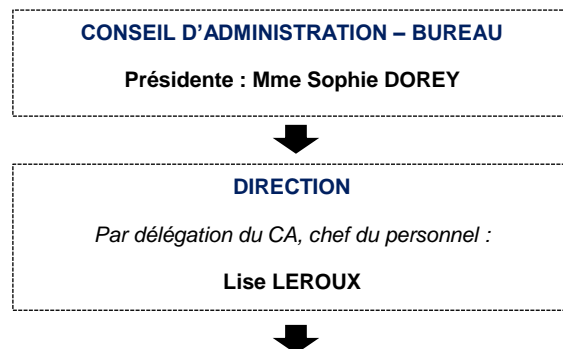 CONSEIL D’ADMINISTRATION – BUREAU
Présidente : Mme Sophie DOREY
DIRECTION
Par délégation du CA, chef du personnel :
Lise LEROUX